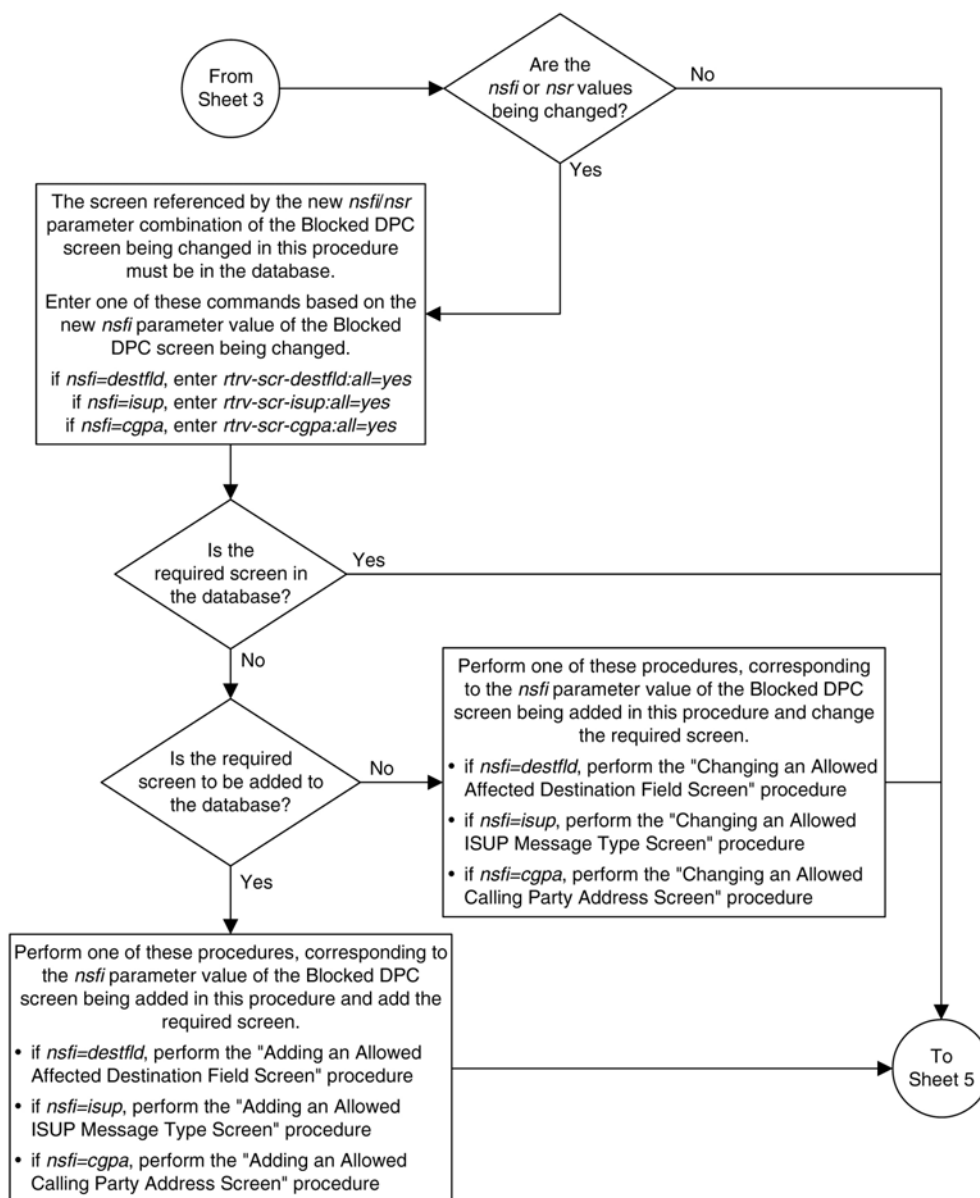 From
Sheet 3
Are the
nsfi or nsr values
being changed?
No
Yes
The screen referenced by the new nsfi/nsr
parameter combination of the Blocked DPC
screen being changed in this procedure
must be in the database.
Enter one of these commands based on the
new nsfi parameter value of the Blocked
DPC screen being changed.
if nsfi=destfld, enter rtrv-scr-destfld:all=yes
if nsfi=isup, enter rtrv-scr-isup:all=yes
if nsfi=cgpa, enter rtrv-scr-cgpa:all=yes
Is the
required screen in
the database?
Yes
No
Is the required
screen to be added to
the database?
No
Yes
Perform one of these procedures, corresponding
to the nsfi parameter value of the Blocked DPC
screen being added in this procedure and change
the required screen.
• if nsfi=destfld, perform the "Changing an Allowed
Affected Destination Field Screen" procedure
• if nsfi=isup, perform the "Changing an Allowed
ISUP Message Type Screen" procedure
• if nsfi=cgpa, perform the "Changing an Allowed
Calling Party Address Screen" procedure
Perform one of these procedures, corresponding to
the nsfi parameter value of the Blocked DPC
screen being added in this procedure and add the
required screen.
• if nsfi=destfld, perform the "Adding an Allowed
Affected Destination Field Screen" procedure
• if nsfi=isup, perform the "Adding an Allowed
ISUP Message Type Screen" procedure
• if nsfi=cgpa, perform the "Adding an Allowed
Calling Party Address Screen" procedure
To
Sheet 5